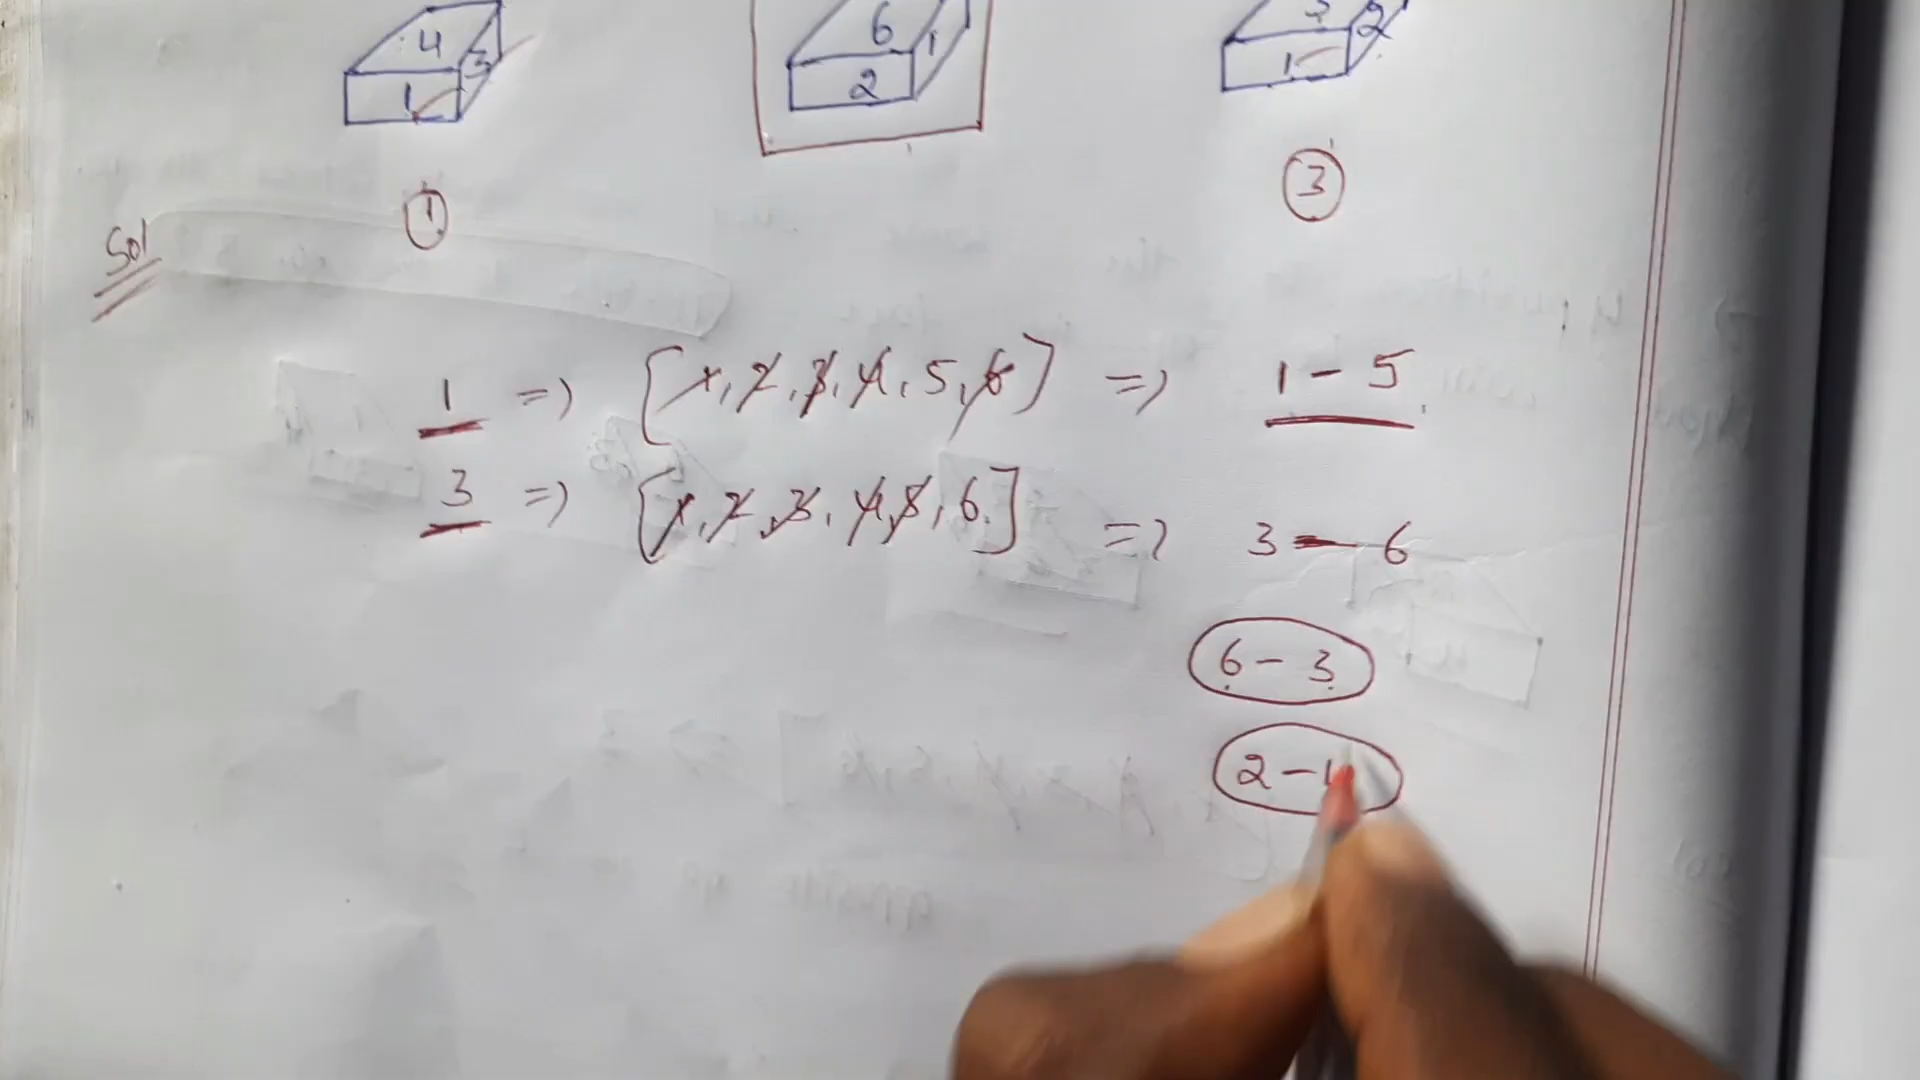 4 3 1
6 1 2
3 2 1
1
3
Sol
1 => [1, 2, 3, 4, 5, 6] => 1 - 5
3 => [1, 2, 3, 4, 5, 6] => 3 - 6
6 - 3
2 - 4